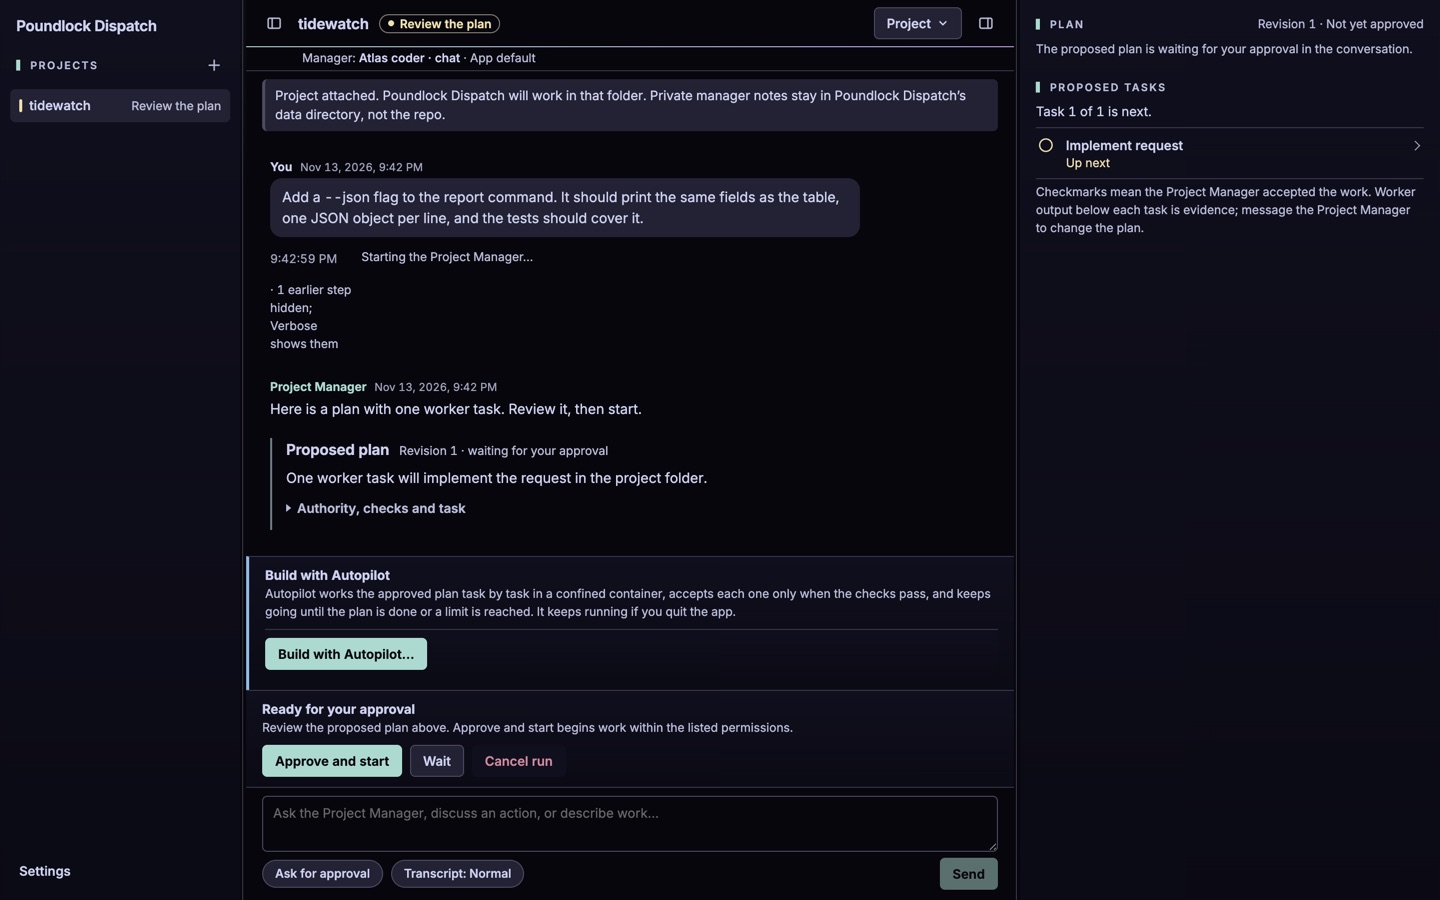 Poundlock Dispatch
PROJECTS
tidewatch
Review the plan
Settings
tidewatch
Review the plan
Project
Manager: Atlas coder · chat · App default
Project attached. Poundlock Dispatch will work in that folder. Private manager notes stay in Poundlock Dispatch’s
data directory, not the repo.
You Nov 13, 2026, 9:42 PM
Add a --json flag to the report command. It should print the same fields as the table,
one JSON object per line, and the tests should cover it.
9:42:59 PM Starting the Project Manager…
· 1 earlier step
hidden;
Verbose
shows them
Project Manager Nov 13, 2026, 9:42 PM
Here is a plan with one worker task. Review it, then start.
Proposed plan Revision 1 · waiting for your approval
One worker task will implement the request in the project folder.
Authority, checks and task
Build with Autopilot
Autopilot works the approved plan task by task in a confined container, accepts each one only when the checks pass, and keeps
going until the plan is done or a limit is reached. It keeps running if you quit the app.
Build with Autopilot…
Ready for your approval
Review the proposed plan above. Approve and start begins work within the listed permissions.
Approve and start
Wait
Cancel run
Ask the Project Manager, discuss an action, or describe work…
Ask for approval
Transcript: Normal
Send
PLAN
Revision 1 · Not yet approved
The proposed plan is waiting for your approval in the conversation.
PROPOSED TASKS
Task 1 of 1 is next.
Implement request
Up next
Checkmarks mean the Project Manager accepted the work. Worker
output below each task is evidence; message the Project Manager
to change the plan.